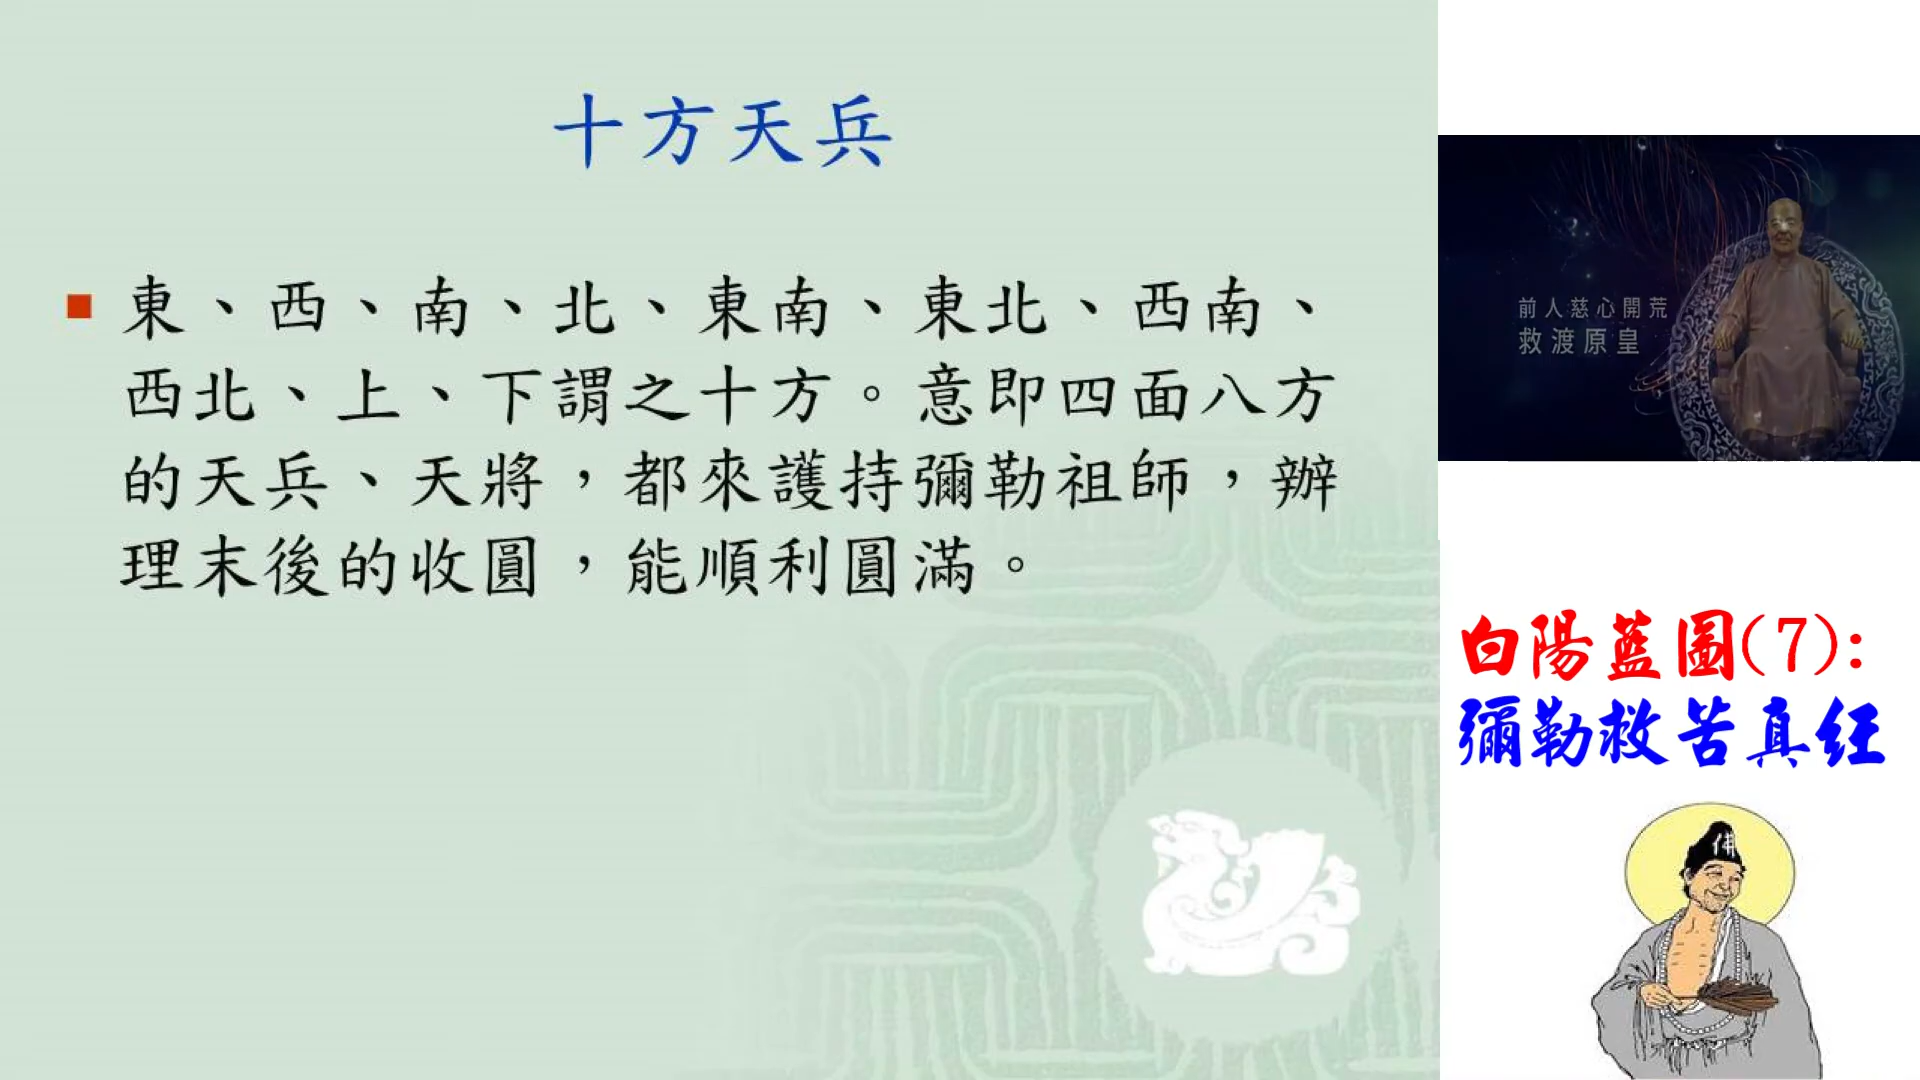 十方天兵
東、西、南、北、東南、東北、西南、
西北、上、下謂之十方。意即四面八方
的天兵、天將，都來護持彌勒祖師，辦
理末後的收圓，能順利圓滿。
前人慈心開荒
救渡原皇
白陽藍圖(7):
彌勒救苦真经
佛